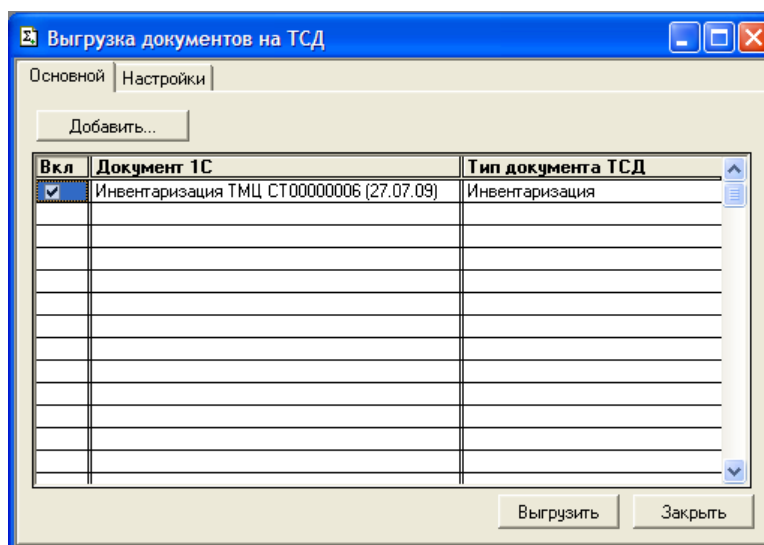 Выгрузка документов на ТСД
Основной Настройки
Добавить...
Вкл Документ 1С Тип документа ТСД
Инвентаризация ТМЦ СТ00000006 (27.07.09) Инвентаризация
Выгрузить Закрыть